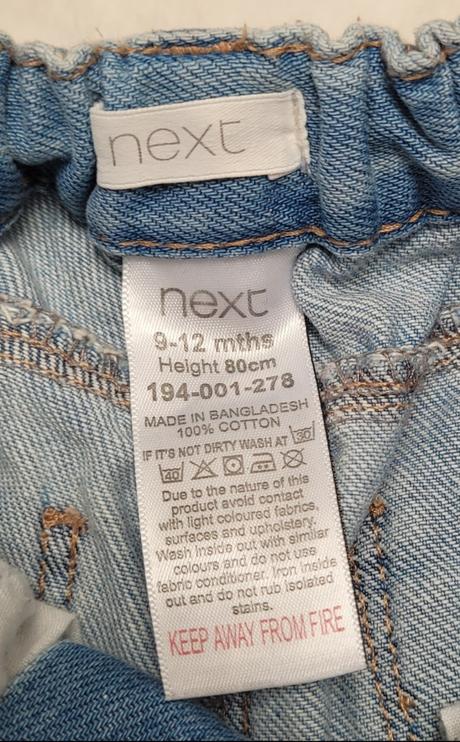 next
next
9-12 mths
Height 80cm
194-001-278
MADE IN BANGLADESH
100% COTTON
IF IT'S NOT DIRTY WASH AT 30
40
Due to the nature of this
product avoid contact
with light coloured fabrics,
surfaces and upholstery.
Wash inside out with similar
colours and do not use
fabric conditioner. Iron inside
out and do not rub isolated
stains.
KEEP AWAY FROM FIRE